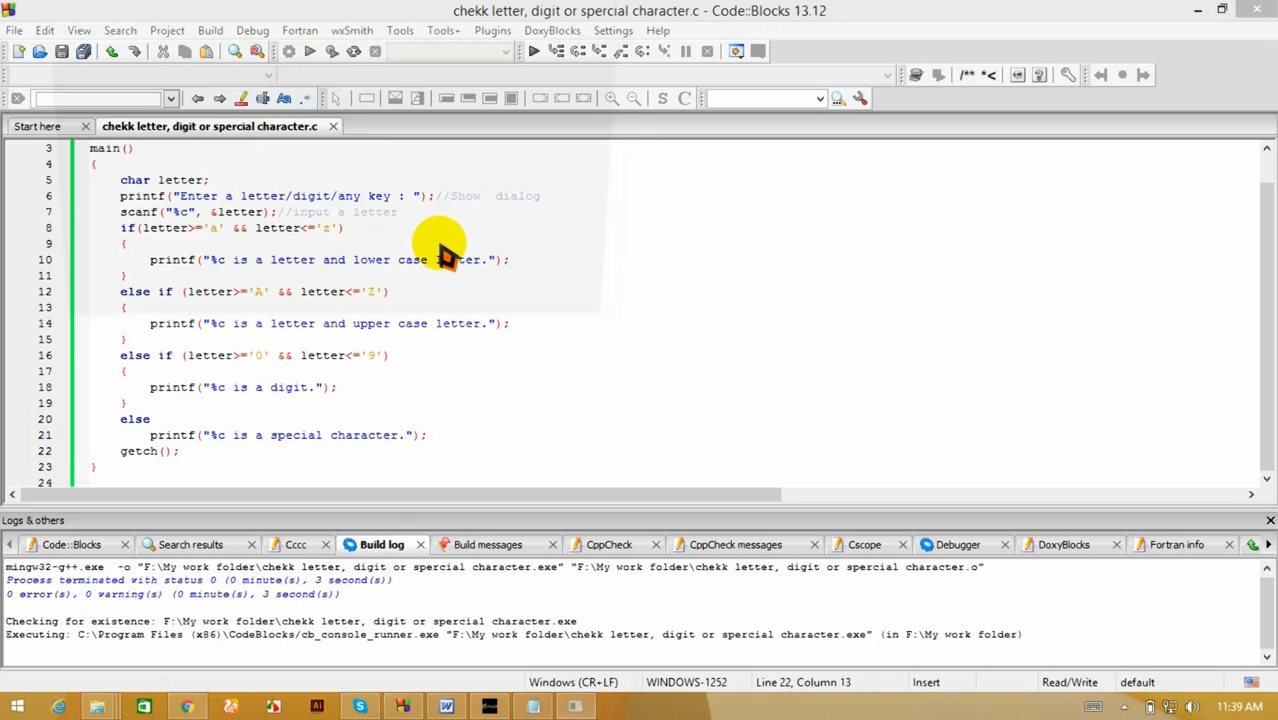 chekk letter, digit or spercial character.c - Code::Blocks 13.12
File Edit View Search Project Build Debug Fortran wxSmith Tools Tools+ Plugins DoxyBlocks Settings Help
/** *<
S C
Start here chekk letter, digit or spercial character.c
3 main()
4 {
5 char letter;
6 printf("Enter a letter/digit/any key : ");//Show dialog
7 scanf("%c", &letter);//input a letter
8 if(letter>='a' && letter<='z')
9 {
10 printf("%c is a letter and lower case letter.");
11 }
12 else if (letter>='A' && letter<='Z')
13 {
14 printf("%c is a letter and upper case letter.");
15 }
16 else if (letter>='0' && letter<='9')
17 {
18 printf("%c is a digit.");
19 }
20 else
21 printf("%c is a special character.");
22 getch();
23 }
24
Logs & others
Code::Blocks Search results Cccc Build log Build messages CppCheck CppCheck messages Cscope Debugger DoxyBlocks Fortran info
mingw32-g++.exe -o "F:\My work folder\chekk letter, digit or spercial character.exe" "F:\My work folder\chekk letter, digit or spercial character.o"
Process terminated with status 0 (0 minute(s), 3 second(s))
0 error(s), 0 warning(s) (0 minute(s), 3 second(s))
Checking for existence: F:\My work folder\chekk letter, digit or spercial character.exe
Executing: C:\Program Files (x86)\CodeBlocks/cb_console_runner.exe "F:\My work folder\chekk letter, digit or spercial character.exe" (in F:\My work folder)
Windows (CR+LF) WINDOWS-1252 Line 22, Column 13 Insert Read/Write default
11:39 AM